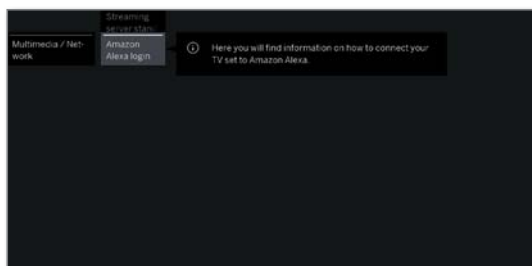 Streaming
server stan
Multimedia / Net-
work
Amazon
Alexa login
Here you will find information on how to connect your
TV set to Amazon Alexa.